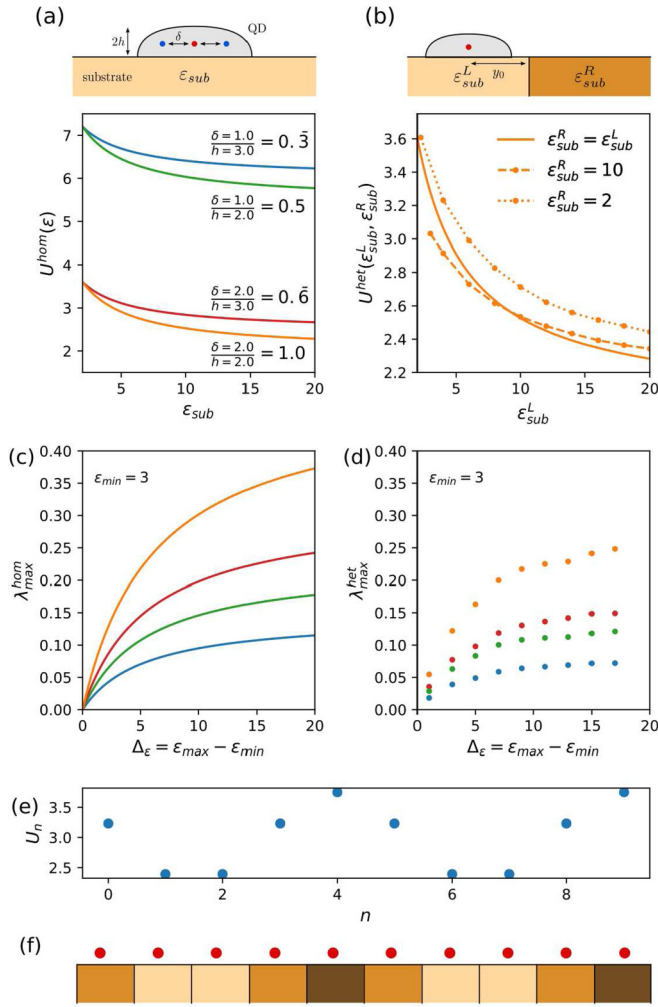 (a)
2h
δ
QD
substrate
ε_sub
(b)
ε^L_sub
y₀
ε^R_sub
U^hom(ε)
7
6
5
4
3
2
δ/h = 1.0/3.0 = 0.3̄
δ/h = 1.0/2.0 = 0.5
δ/h = 2.0/3.0 = 0.6̄
δ/h = 2.0/2.0 = 1.0
5 10 15 20
ε_sub
U^het(ε^L_sub, ε^R_sub)
3.6
3.4
3.2
3.0
2.8
2.6
2.4
2.2
ε^R_sub = ε^L_sub
ε^R_sub = 10
ε^R_sub = 2
5 10 15 20
ε^L_sub
(c)
λ^hom_max
0.40
0.35
0.30
0.25
0.20
0.15
0.10
0.05
0.00
ε_min = 3
0 5 10 15 20
Δ_ε = ε_max − ε_min
(d)
λ^het_max
0.40
0.35
0.30
0.25
0.20
0.15
0.10
0.05
0.00
ε_min = 3
0 5 10 15 20
Δ_ε = ε_max − ε_min
(e)
U_n
3.5
3.0
2.5
0 2 4 6 8
n
(f)